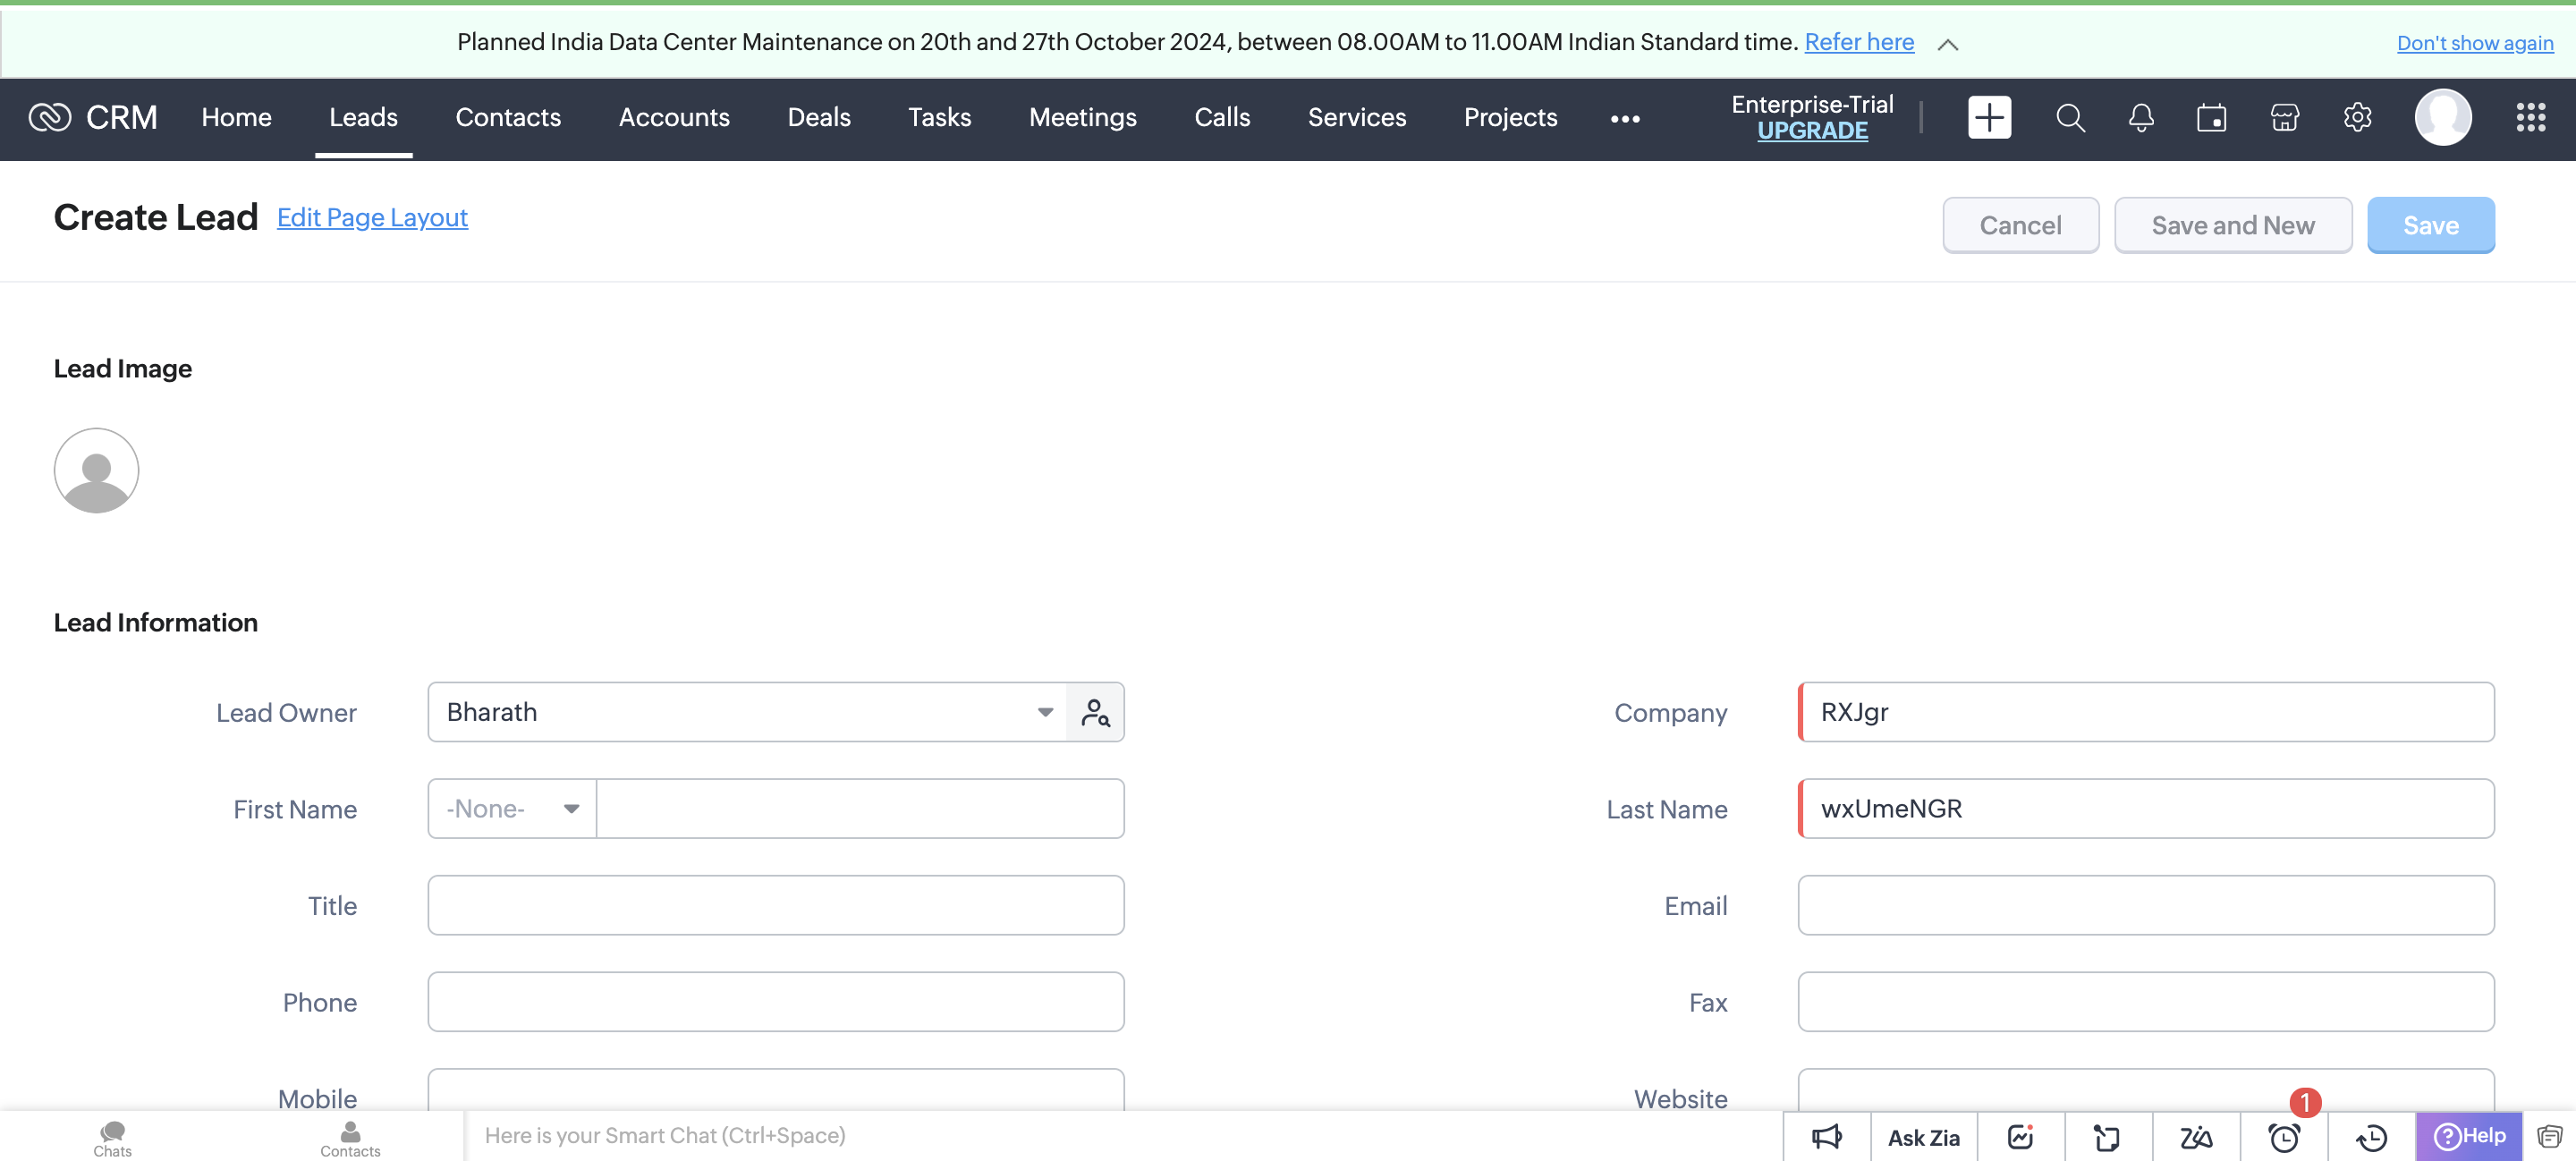 Planned India Data Center Maintenance on 20th and 27th October 2024, between 08.00AM to 11.00AM Indian Standard time. Refer here
Don't show again
CRM Home Leads Contacts Accounts Deals Tasks Meetings Calls Services Projects
Enterprise-Trial
UPGRADE
Create Lead Edit Page Layout
Cancel Save and New Save
Lead Image
Lead Information
Lead Owner Bharath Company RXJgr
First Name -None- Last Name wxUmeNGR
Title Email
Phone Fax
Mobile Website
1
Chats Contacts Here is your Smart Chat (Ctrl+Space) Ask Zia Help